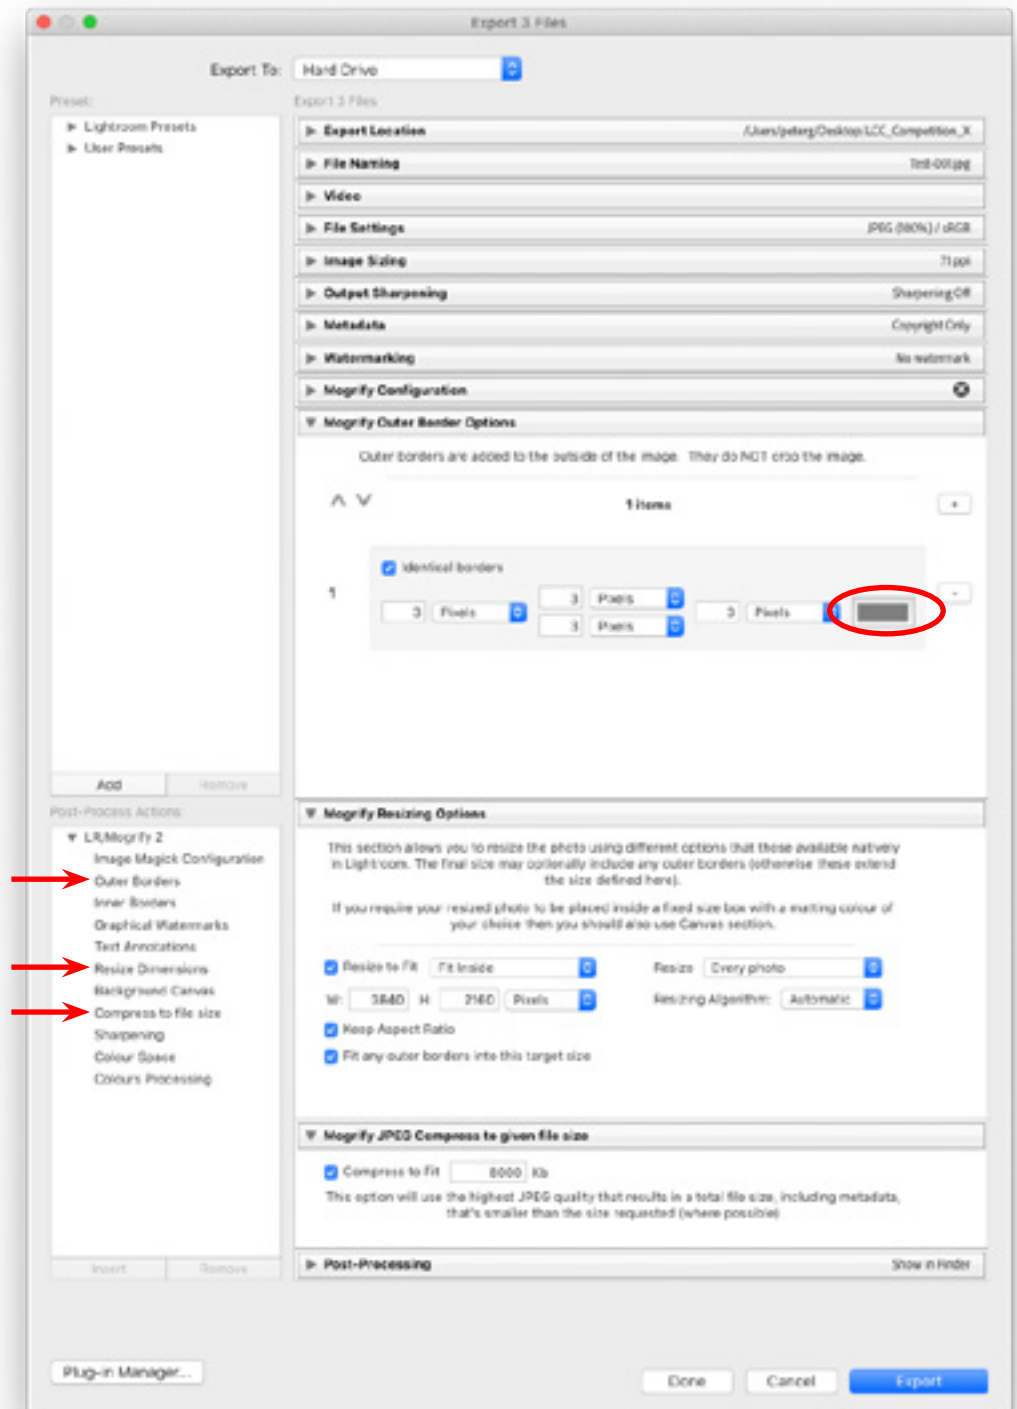 Export 3 Files
Export To: Hard Drive
Preset:
Export 3 Files
Lightroom Presets
User Presets
Export Location /Users/peterg/Desktop/LCC_Competition_X
File Naming Test-001.jpg
Video
File Settings JPEG (100%) / sRGB
Image Sizing 71 ppi
Output Sharpening Sharpening Off
Metadata Copyright Only
Watermarking No watermark
Mogrify Configuration
Mogrify Outer Border Options
Outer borders are added to the outside of the image. They do NOT crop the image.
1 items +
Identical borders
1 -
3 Pixels 3 Pixels 3 Pixels
3 Pixels
Add Remove
Post-Process Actions:
LR/Mogrify 2
Image Magick Configuration
Outer Borders
Inner Borders
Graphical Watermarks
Text Annotations
Resize Dimensions
Background Canvas
Compress to file size
Sharpening
Colour Space
Colours Processing
Insert Remove
Mogrify Resizing Options
This section allows you to resize the photo using different options that those available natively
in Lightroom. The final size may optionally include any outer borders (otherwise these extend
the size defined here).
If you require your resized photo to be placed inside a fixed size box with a matting colour of
your choice then you should also use Canvas section.
Resize to Fit Fit Inside Resize Every photo
W: 3840 H: 2160 Pixels Resizing Algorithm: Automatic
Keep Aspect Ratio
Fit any outer borders into this target size
Mogrify JPEG Compress to given file size
Compress to Fit 8000 Kb
This option will use the highest JPEG quality that results in a total file size, including metadata,
that's smaller than the size requested (where possible)
Post-Processing Show in Finder
Plug-in Manager...
Done Cancel Export